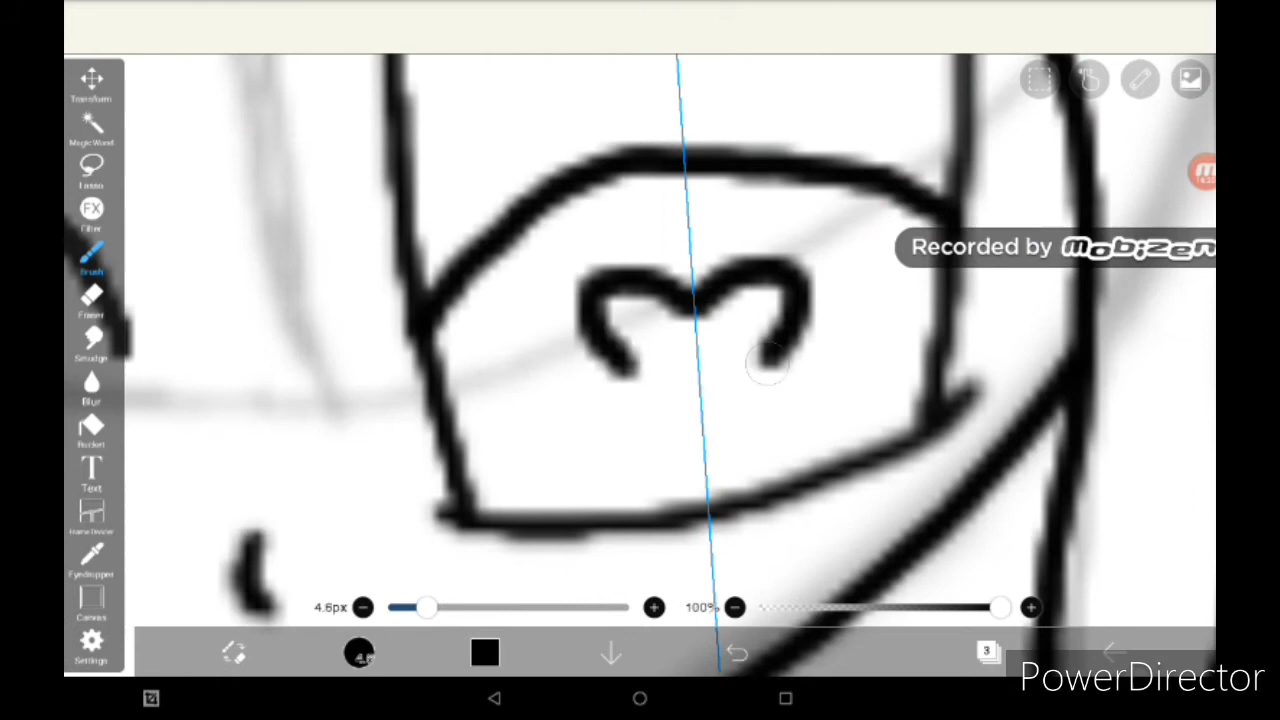 Transform
Magic Wand
Lasso
FX
Filter
Brush
Eraser
Smudge
Blur
Bucket
T
Text
Frame Divider
Eyedropper
Canvas
Settings
Recorded by mobizen
4.6px
100%
3
PowerDirector